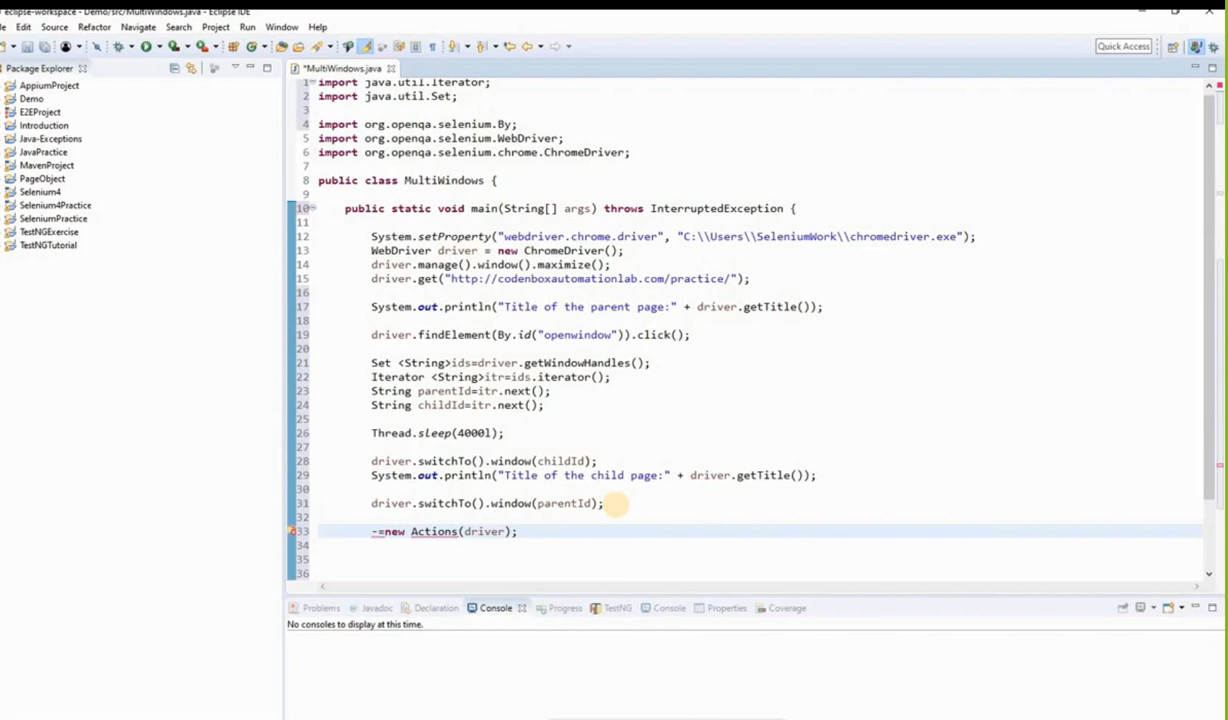 eclipse-workspace - Demo/src/MultiWindows.java - Eclipse IDE
Edit Source Refactor Navigate Search Project Run Window Help
Quick Access
Package Explorer
*MultiWindows.java
AppiumProject
Demo
E2EProject
Introduction
Java-Exceptions
JavaPractice
MavenProject
PageObject
Selenium4
Selenium4Practice
SeleniumPractice
TestNGExercise
TestNGTutorial
1 import java.util.Iterator;
2 import java.util.Set;
3
4 import org.openqa.selenium.By;
5 import org.openqa.selenium.WebDriver;
6 import org.openqa.selenium.chrome.ChromeDriver;
7
8 public class MultiWindows {
9
10 public static void main(String[] args) throws InterruptedException {
11
12 System.setProperty("webdriver.chrome.driver", "C:\\Users\\SeleniumWork\\chromedriver.exe");
13 WebDriver driver = new ChromeDriver();
14 driver.manage().window().maximize();
15 driver.get("http://codenboxautomationlab.com/practice/");
16
17 System.out.println("Title of the parent page:" + driver.getTitle());
18
19 driver.findElement(By.id("openwindow")).click();
20
21 Set <String>ids=driver.getWindowHandles();
22 Iterator <String>itr=ids.iterator();
23 String parentId=itr.next();
24 String childId=itr.next();
25
26 Thread.sleep(4000l);
27
28 driver.switchTo().window(childId);
29 System.out.println("Title of the child page:" + driver.getTitle());
30
31 driver.switchTo().window(parentId);
32
33 -=new Actions(driver);
34
35
36
Problems Javadoc Declaration Console Progress TestNG Console Properties Coverage
No consoles to display at this time.